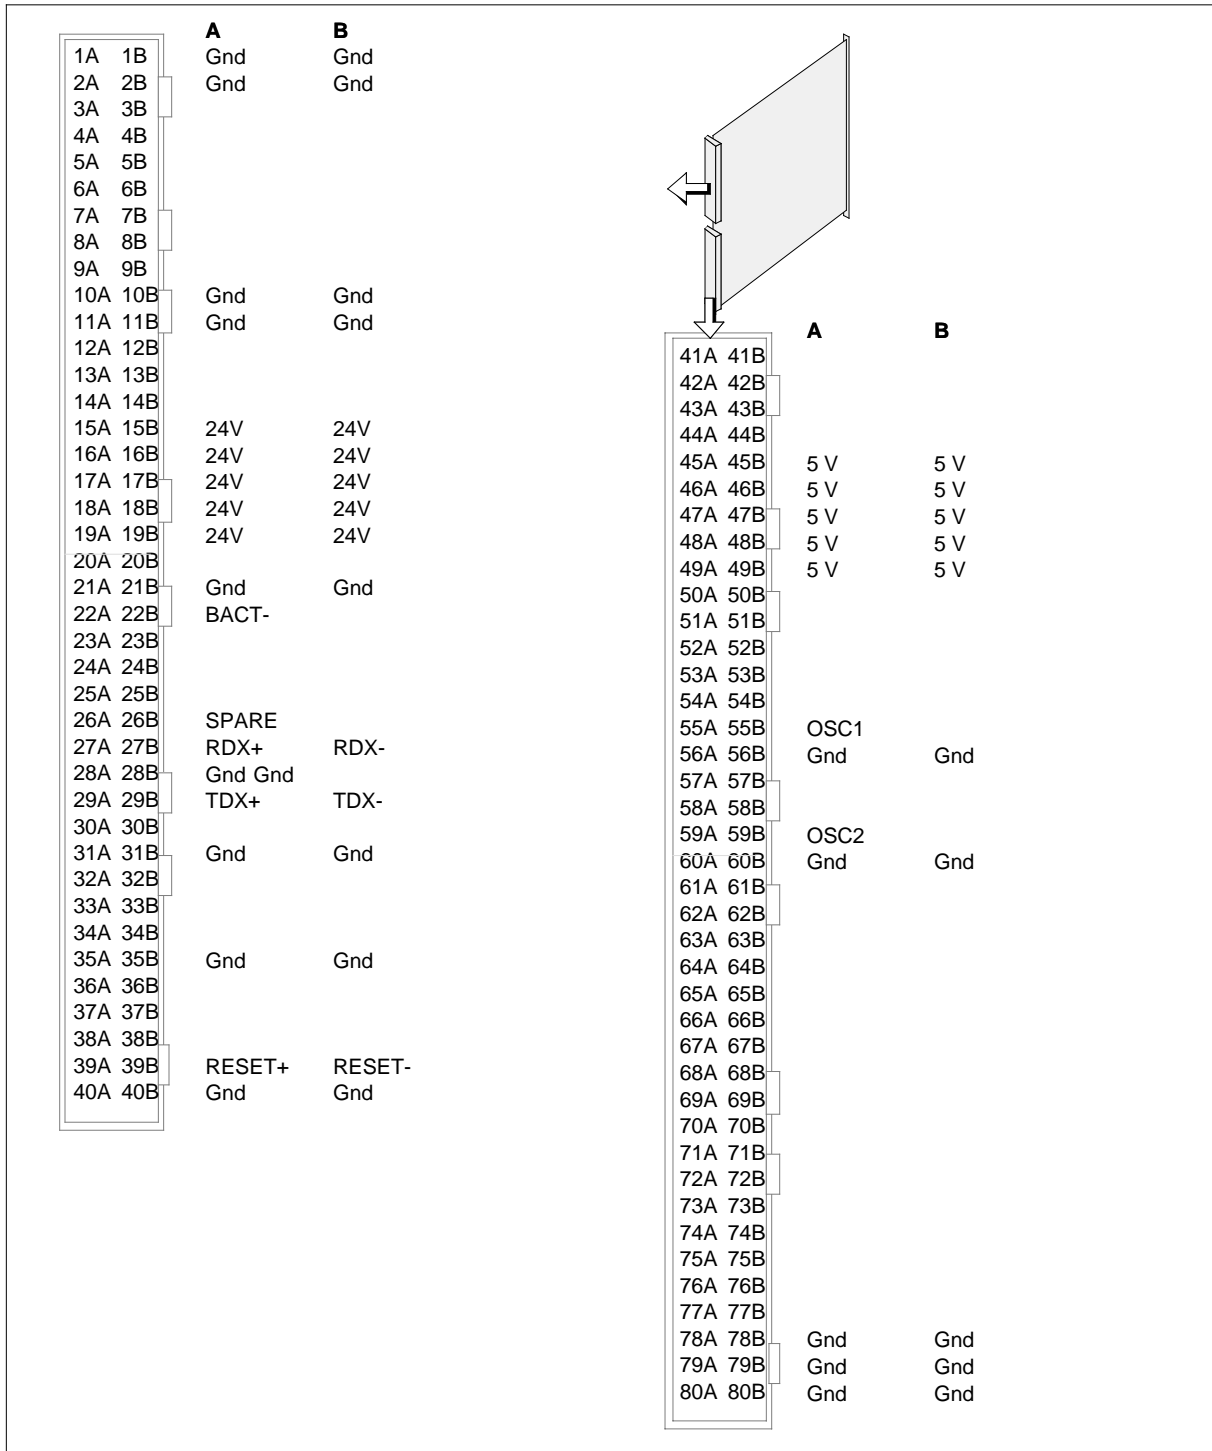 A B
1A 1B Gnd Gnd
2A 2B Gnd Gnd
3A 3B
4A 4B
5A 5B
6A 6B
7A 7B
8A 8B
9A 9B
10A 10B Gnd Gnd
11A 11B Gnd Gnd
12A 12B
13A 13B
14A 14B
15A 15B 24V 24V
16A 16B 24V 24V
17A 17B 24V 24V
18A 18B 24V 24V
19A 19B 24V 24V
20A 20B
21A 21B Gnd Gnd
22A 22B BACT-
23A 23B
24A 24B
25A 25B
26A 26B SPARE
27A 27B RDX+ RDX-
28A 28B Gnd Gnd
29A 29B TDX+ TDX-
30A 30B
31A 31B Gnd Gnd
32A 32B
33A 33B
34A 34B
35A 35B Gnd Gnd
36A 36B
37A 37B
38A 38B
39A 39B RESET+ RESET-
40A 40B Gnd Gnd
A B
41A 41B
42A 42B
43A 43B
44A 44B
45A 45B 5 V 5 V
46A 46B 5 V 5 V
47A 47B 5 V 5 V
48A 48B 5 V 5 V
49A 49B 5 V 5 V
50A 50B
51A 51B
52A 52B
53A 53B
54A 54B
55A 55B OSC1
56A 56B Gnd Gnd
57A 57B
58A 58B
59A 59B OSC2
60A 60B Gnd Gnd
61A 61B
62A 62B
63A 63B
64A 64B
65A 65B
66A 66B
67A 67B
68A 68B
69A 69B
70A 70B
71A 71B
72A 72B
73A 73B
74A 74B
75A 75B
76A 76B
77A 77B
78A 78B Gnd Gnd
79A 79B Gnd Gnd
80A 80B Gnd Gnd